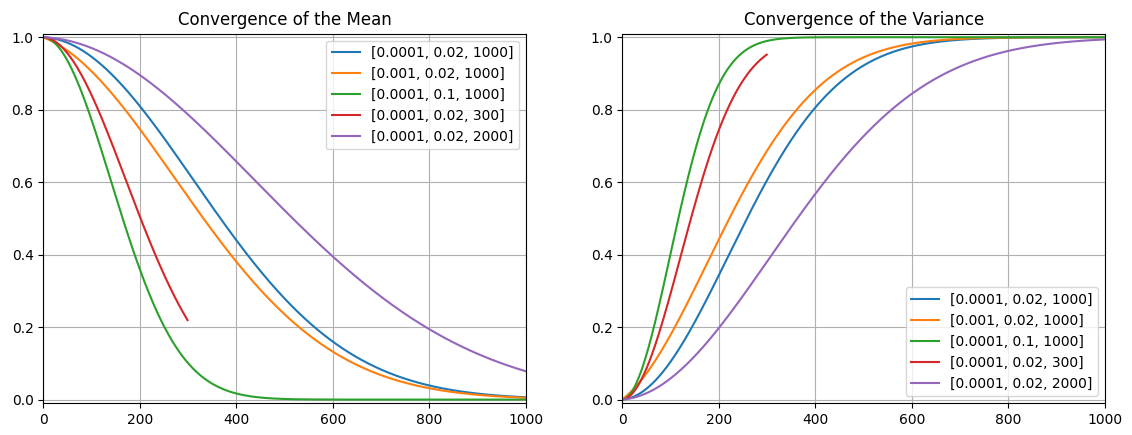 Convergence of the Mean
1.0
0.8
0.6
0.4
0.2
0.0
0 200 400 600 800 1000
[0.0001, 0.02, 1000]
[0.001, 0.02, 1000]
[0.0001, 0.1, 1000]
[0.0001, 0.02, 300]
[0.0001, 0.02, 2000]
Convergence of the Variance
1.0
0.8
0.6
0.4
0.2
0.0
0 200 400 600 800 1000
[0.0001, 0.02, 1000]
[0.001, 0.02, 1000]
[0.0001, 0.1, 1000]
[0.0001, 0.02, 300]
[0.0001, 0.02, 2000]